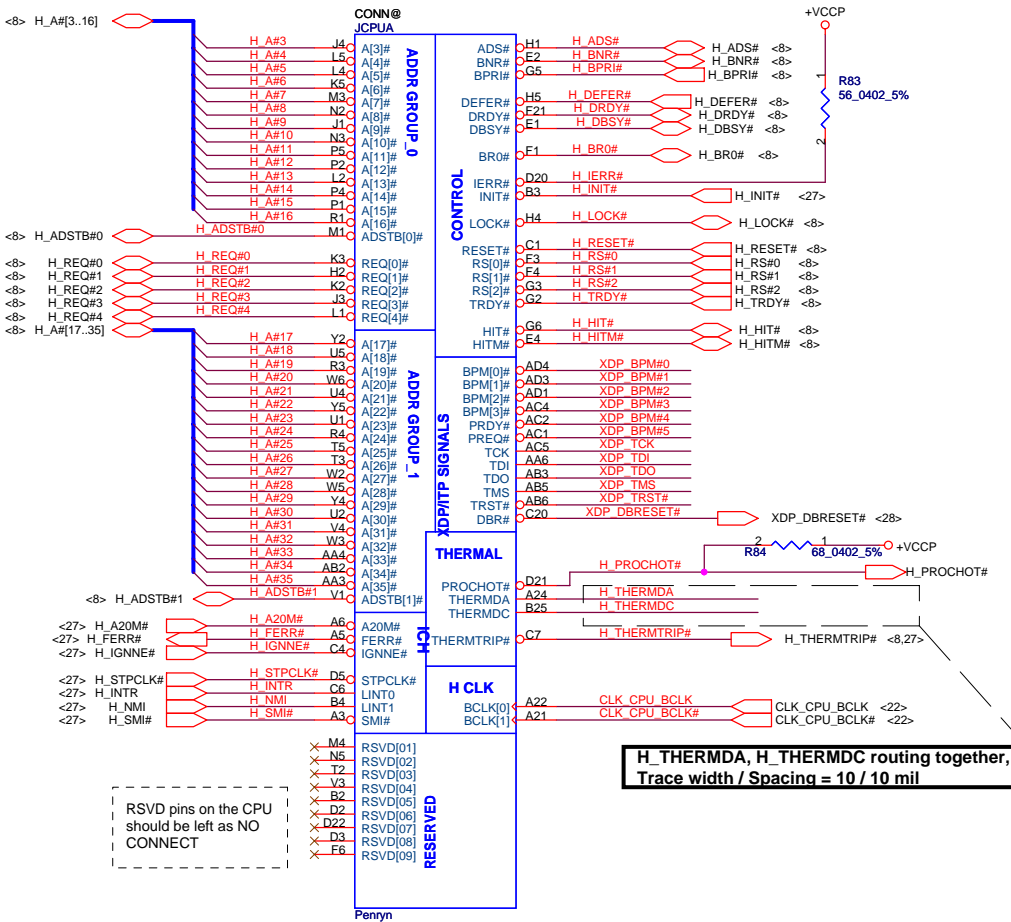 CONN@
JCPUA
<8> H_A#[3..16]
H_A#3 J4 A[3]#
H_A#4 L5 A[4]#
H_A#5 L4 A[5]#
H_A#6 K5 A[6]#
H_A#7 M3 A[7]#
H_A#8 N2 A[8]#
H_A#9 J1 A[9]#
H_A#10 N3 A[10]#
H_A#11 P5 A[11]#
H_A#12 P2 A[12]#
H_A#13 L2 A[13]#
H_A#14 P4 A[14]#
H_A#15 P1 A[15]#
H_A#16 R1 A[16]#
<8> H_ADSTB#0 H_ADSTB#0 M1 ADSTB[0]#
<8> H_REQ#0 H_REQ#0 K3 REQ[0]#
<8> H_REQ#1 H_REQ#1 H2 REQ[1]#
<8> H_REQ#2 H_REQ#2 K2 REQ[2]#
<8> H_REQ#3 H_REQ#3 J3 REQ[3]#
<8> H_REQ#4 H_REQ#4 L1 REQ[4]#
ADDR GROUP_0
<8> H_A#[17..35]
H_A#17 Y2 A[17]#
H_A#18 U5 A[18]#
H_A#19 R3 A[19]#
H_A#20 W6 A[20]#
H_A#21 U4 A[21]#
H_A#22 Y5 A[22]#
H_A#23 U1 A[23]#
H_A#24 R4 A[24]#
H_A#25 T5 A[25]#
H_A#26 T3 A[26]#
H_A#27 W2 A[27]#
H_A#28 W5 A[28]#
H_A#29 Y4 A[29]#
H_A#30 U2 A[30]#
H_A#31 V4 A[31]#
H_A#32 W3 A[32]#
H_A#33 AA4 A[33]#
H_A#34 AB2 A[34]#
H_A#35 AA3 A[35]#
<8> H_ADSTB#1 H_ADSTB#1 V1 ADSTB[1]#
ADDR GROUP_1
<27> H_A20M# H_A20M# A6 A20M#
<27> H_FERR# H_FERR# A5 FERR#
<27> H_IGNNE# H_IGNNE# C4 IGNNE#
<27> H_STPCLK# H_STPCLK# D5 STPCLK#
<27> H_INTR H_INTR C6 LINT0
<27> H_NMI H_NMI B4 LINT1
<27> H_SMI# H_SMI# A3 SMI#
ICH
M4 RSVD[01]
N5 RSVD[02]
T2 RSVD[03]
V3 RSVD[04]
B2 RSVD[05]
D2 RSVD[06]
D22 RSVD[07]
D3 RSVD[08]
F6 RSVD[09]
RESERVED
RSVD pins on the CPU
should be left as NO
CONNECT
Penryn
ADS# H1 H_ADS# H_ADS# <8>
BNR# E2 H_BNR# H_BNR# <8>
BPRI# G5 H_BPRI# H_BPRI# <8>
DEFER# H5 H_DEFER# H_DEFER# <8>
DRDY# F21 H_DRDY# H_DRDY# <8>
DBSY# E1 H_DBSY# H_DBSY# <8>
BR0# F1 H_BR0# H_BR0# <8>
IERR# D20 H_IERR#
INIT# B3 H_INIT# H_INIT# <27>
LOCK# H4 H_LOCK# H_LOCK# <8>
RESET# C1 H_RESET# H_RESET# <8>
RS[0]# F3 H_RS#0 H_RS#0 <8>
RS[1]# F4 H_RS#1 H_RS#1 <8>
RS[2]# G3 H_RS#2 H_RS#2 <8>
TRDY# G2 H_TRDY# H_TRDY# <8>
HIT# G6 H_HIT# H_HIT# <8>
HITM# E4 H_HITM# H_HITM# <8>
CONTROL
+VCCP
1
R83
56_0402_5%
2
BPM[0]# AD4 XDP_BPM#0
BPM[1]# AD3 XDP_BPM#1
BPM[2]# AD1 XDP_BPM#2
BPM[3]# AC4 XDP_BPM#3
PRDY# AC2 XDP_BPM#4
PREQ# AC1 XDP_BPM#5
TCK AC5 XDP_TCK
TDI AA6 XDP_TDI
TDO AB3 XDP_TDO
TMS AB5 XDP_TMS
TRST# AB6 XDP_TRST#
DBR# C20 XDP_DBRESET# XDP_DBRESET# <28>
XDP/ITP SIGNALS
THERMAL
2 1 +VCCP
R84 68_0402_5%
PROCHOT# D21 H_PROCHOT# H_PROCHOT#
THERMDA A24 H_THERMDA
THERMDC B25 H_THERMDC
THERMTRIP# C7 H_THERMTRIP# H_THERMTRIP# <8,27>
H CLK
BCLK[0] A22 CLK_CPU_BCLK CLK_CPU_BCLK <22>
BCLK[1] A21 CLK_CPU_BCLK# CLK_CPU_BCLK# <22>
H_THERMDA, H_THERMDC routing together,
Trace width / Spacing = 10 / 10 mil